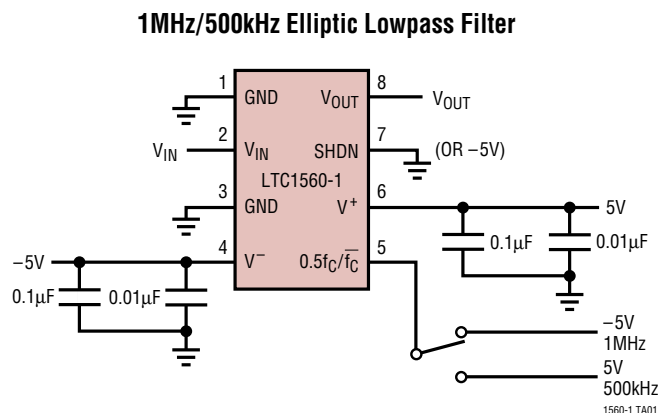 1MHz/500kHz Elliptic Lowpass Filter
1 8
GND VOUT VOUT
2 7
VIN VIN SHDN (OR –5V)
LTC1560-1
3 6
GND V+ 5V
0.1µF 0.01µF
4 5
–5V V– 0.5fC/f̅C̅
0.1µF 0.01µF
–5V
1MHz
5V
500kHz
1560-1 TA01